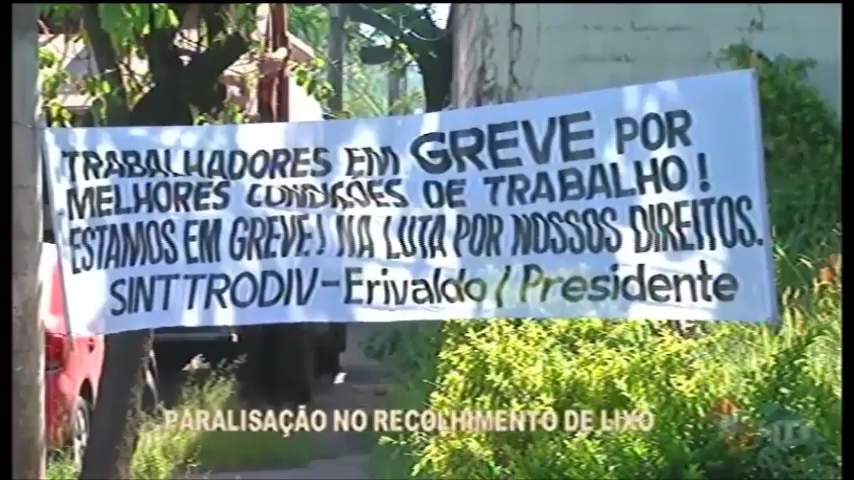 TRABALHADORES EM GREVE POR
MELHORES CONDIÇÕES DE TRABALHO!
ESTAMOS EM GREVE! NA LUTA POR NOSSOS DIREITOS.
SINTTRODIV-Erivaldo / Presidente
PARALISAÇÃO NO RECOLHIMENTO DE LIXO